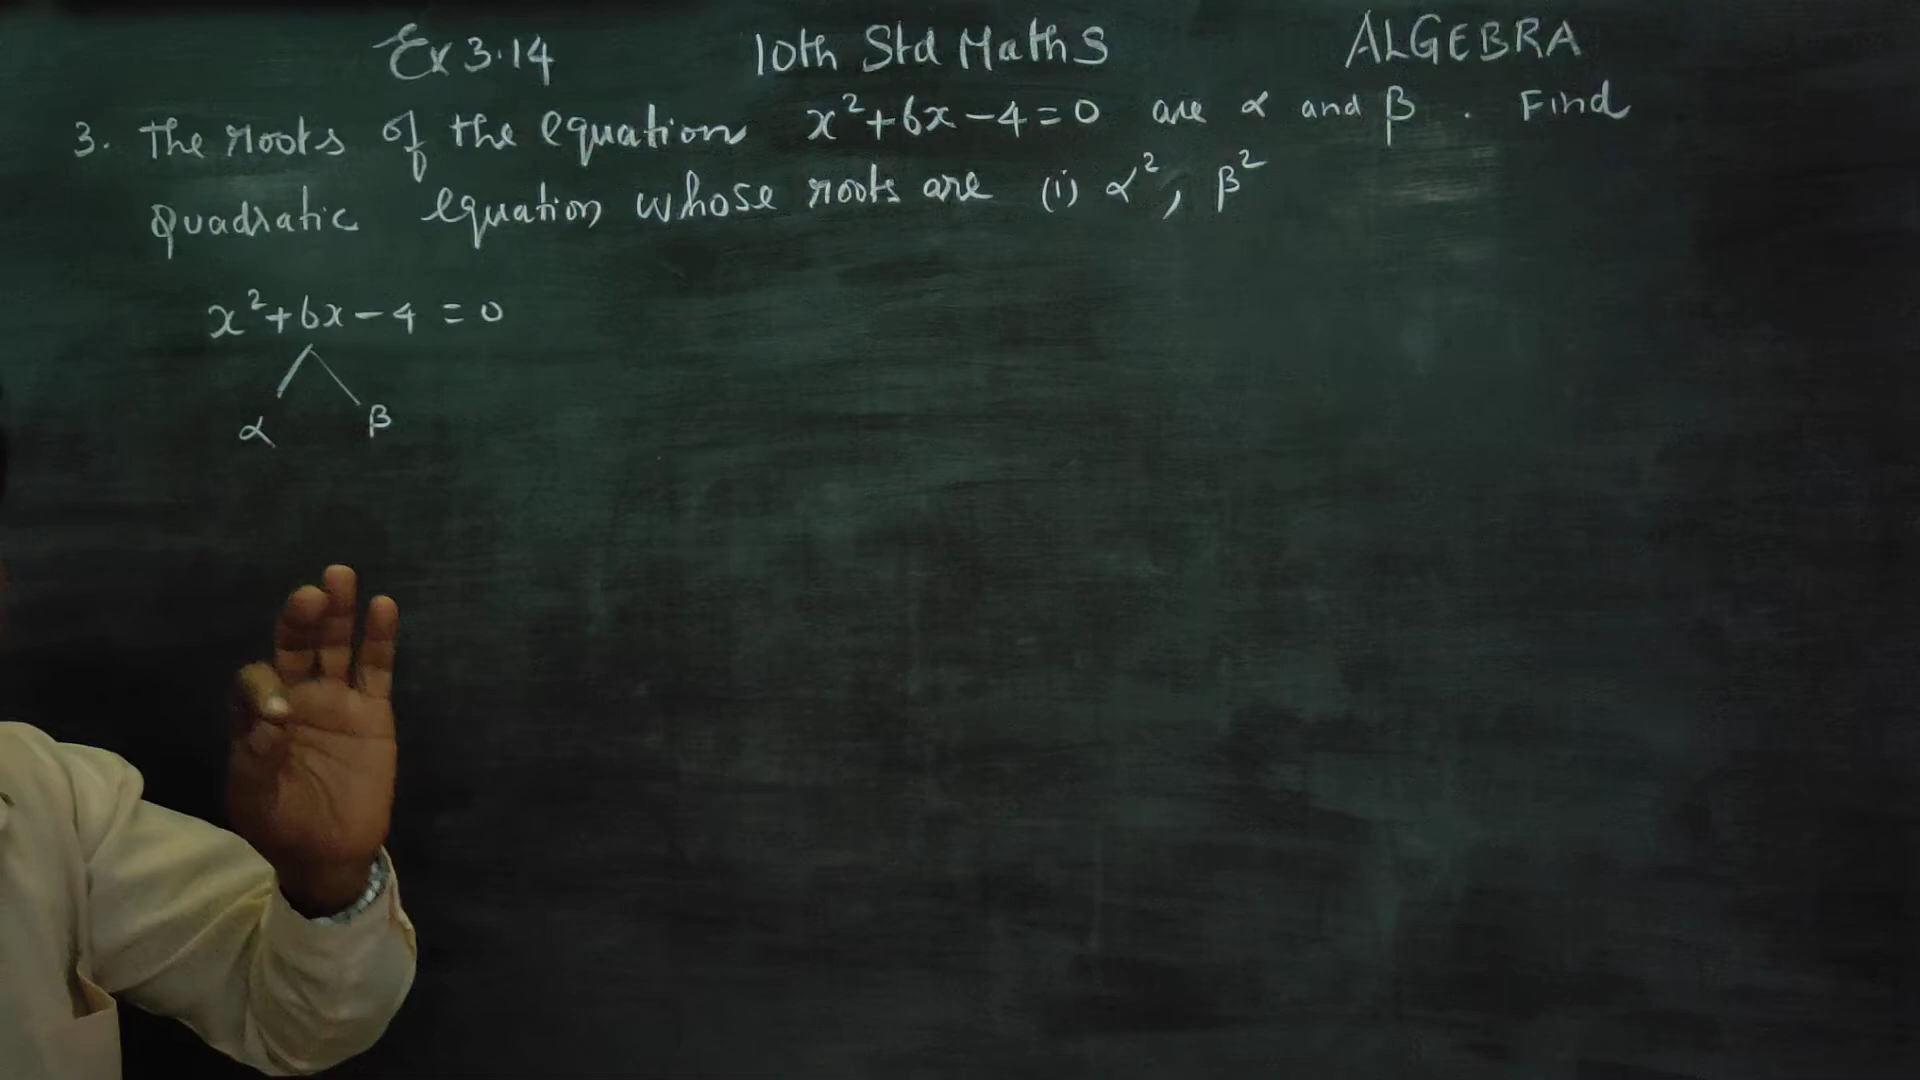 Ex 3.14 10th Std Maths ALGEBRA
3. The roots of the equation x²+6x-4=0 are α and β. Find
quadratic equation whose roots are (i) α², β²
x²+6x-4=0
α β